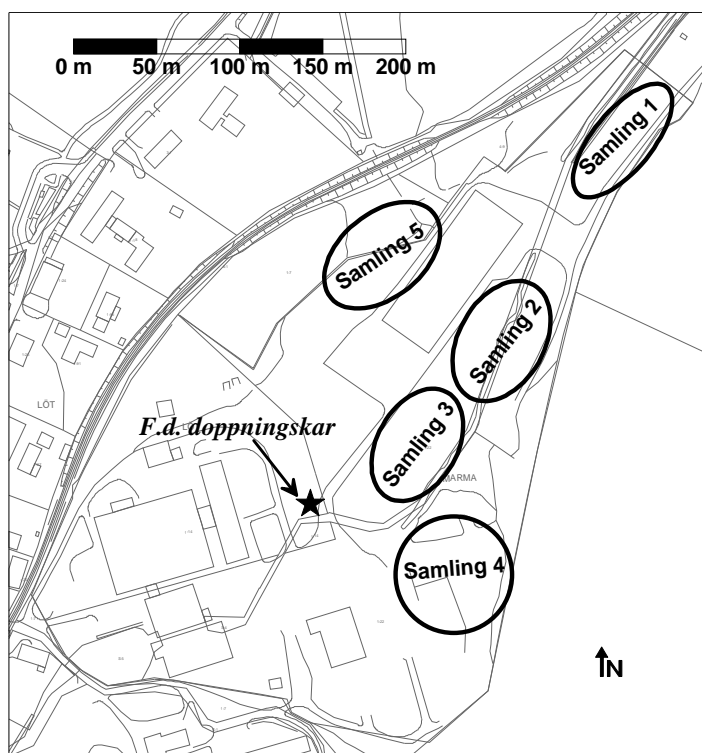 0 m 50 m 100 m 150 m 200 m
Samling 1
Samling 5
Samling 2
LÖT
F.d. doppningskar
Samling 3
MARMA
Samling 4
N